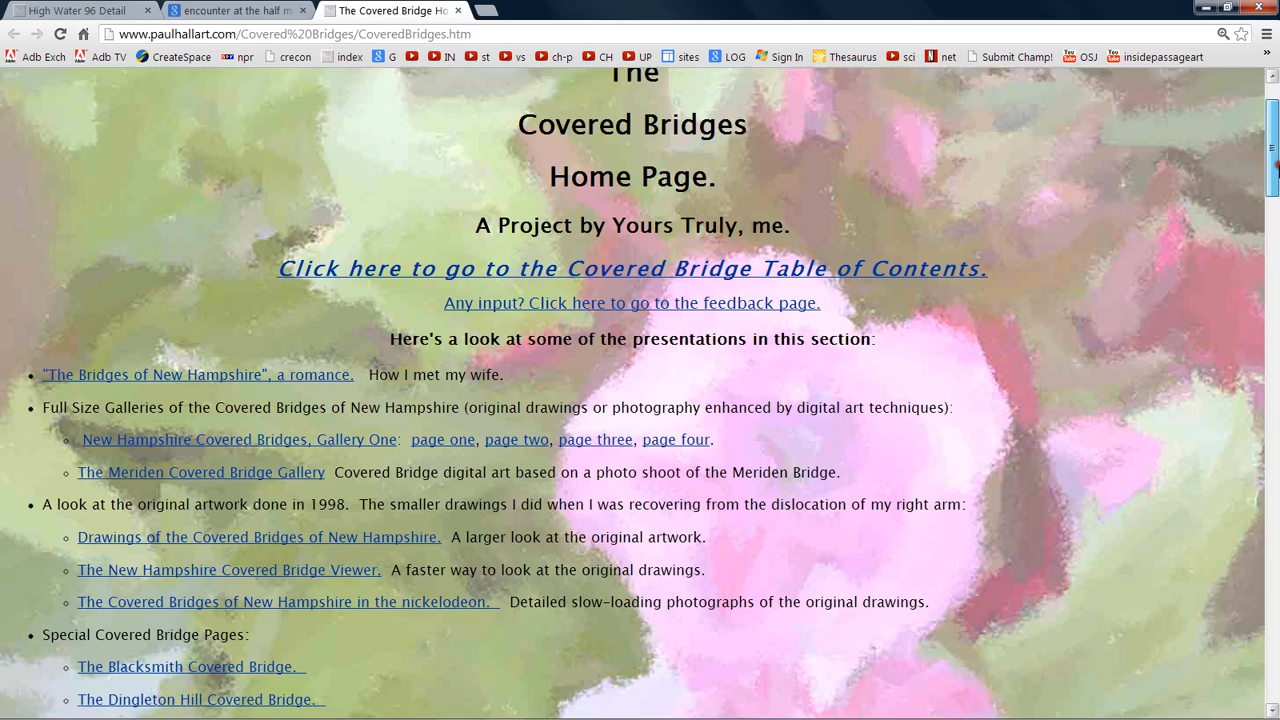 High Water 96 Detail
encounter at the half m
The Covered Bridge Ho
www.paulhallart.com/Covered%20Bridges/CoveredBridges.htm
Adb Exch Adb TV CreateSpace npr crecon index G IN st vs ch-p CH UP sites LOG Sign In Thesaurus sci net Submit Champ! OSJ insidepassageart
The
Covered Bridges
Home Page.
A Project by Yours Truly, me.
Click here to go to the Covered Bridge Table of Contents.
Any input? Click here to go to the feedback page.
Here's a look at some of the presentations in this section:
"The Bridges of New Hampshire", a romance. How I met my wife.
Full Size Galleries of the Covered Bridges of New Hampshire (original drawings or photography enhanced by digital art techniques):
New Hampshire Covered Bridges, Gallery One: page one, page two, page three, page four.
The Meriden Covered Bridge Gallery Covered Bridge digital art based on a photo shoot of the Meriden Bridge.
A look at the original artwork done in 1998. The smaller drawings I did when I was recovering from the dislocation of my right arm:
Drawings of the Covered Bridges of New Hampshire. A larger look at the original artwork.
The New Hampshire Covered Bridge Viewer. A faster way to look at the original drawings.
The Covered Bridges of New Hampshire in the nickelodeon. Detailed slow-loading photographs of the original drawings.
Special Covered Bridge Pages:
The Blacksmith Covered Bridge.
The Dingleton Hill Covered Bridge.